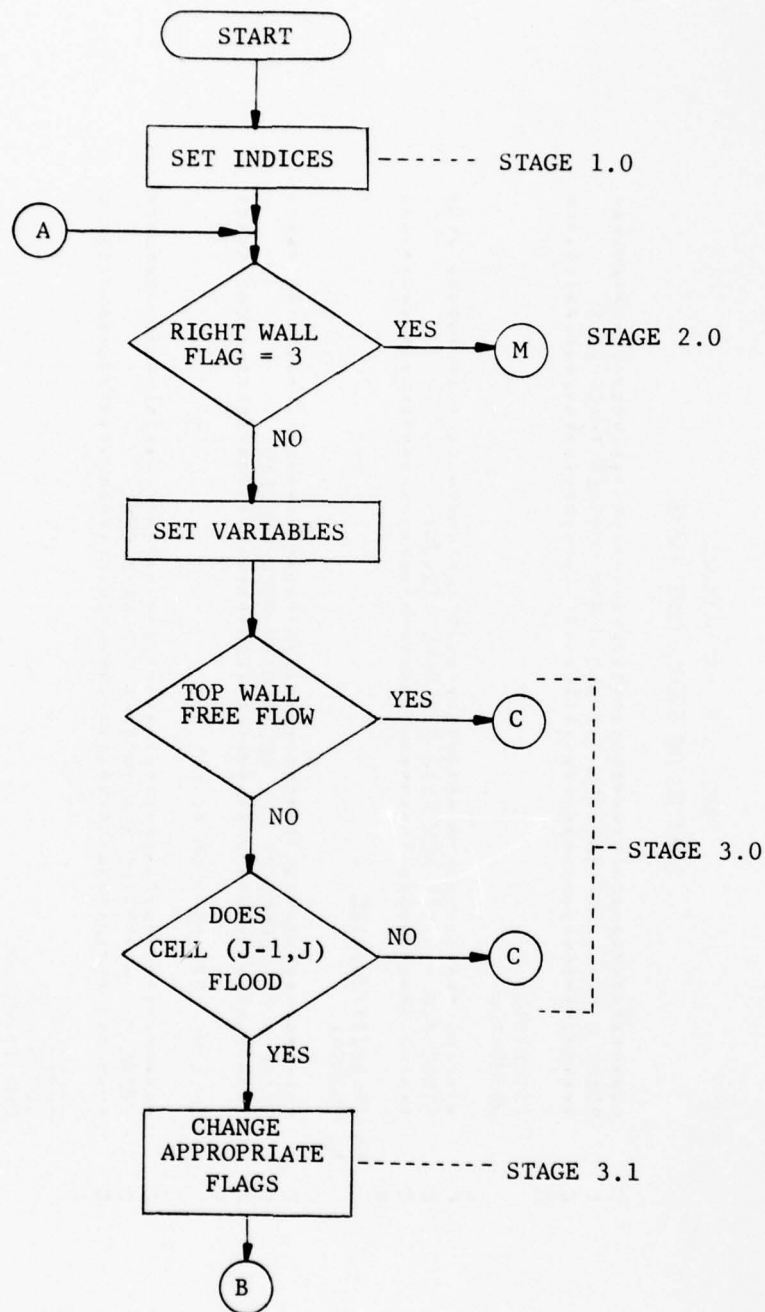 START
SET INDICES
STAGE 1.0
A
RIGHT WALL
FLAG = 3
YES
M
STAGE 2.0
NO
SET VARIABLES
TOP WALL
FREE FLOW
YES
C
NO
STAGE 3.0
DOES
CELL (J-1,J)
FLOOD
NO
C
YES
CHANGE
APPROPRIATE
FLAGS
STAGE 3.1
B